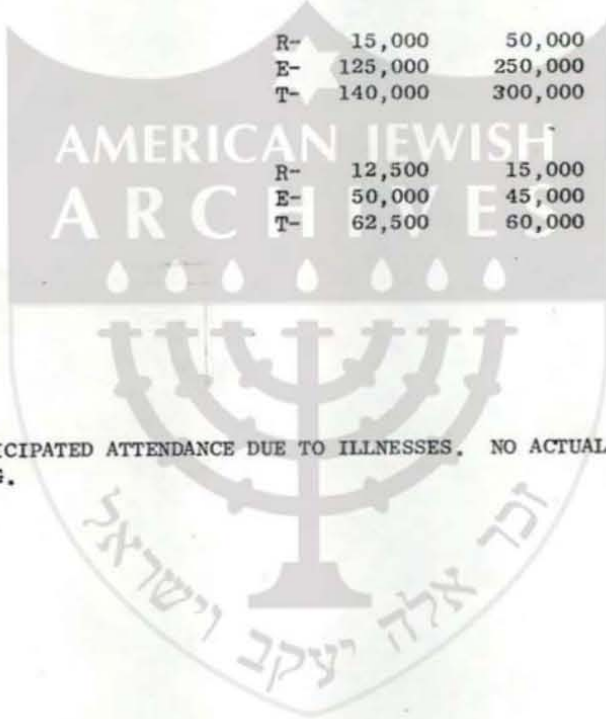 R- 15,000 50,000
E- 125,000 250,000
T- 140,000 300,000
AMERICAN JEWISH
R- 12,500 15,000
ARCHIVES
E- 50,000 45,000
T- 62,500 60,000
ICIPATED ATTENDANCE DUE TO ILLNESSES. NO ACTUAL
G.
זכר אלה יעקב וישראל